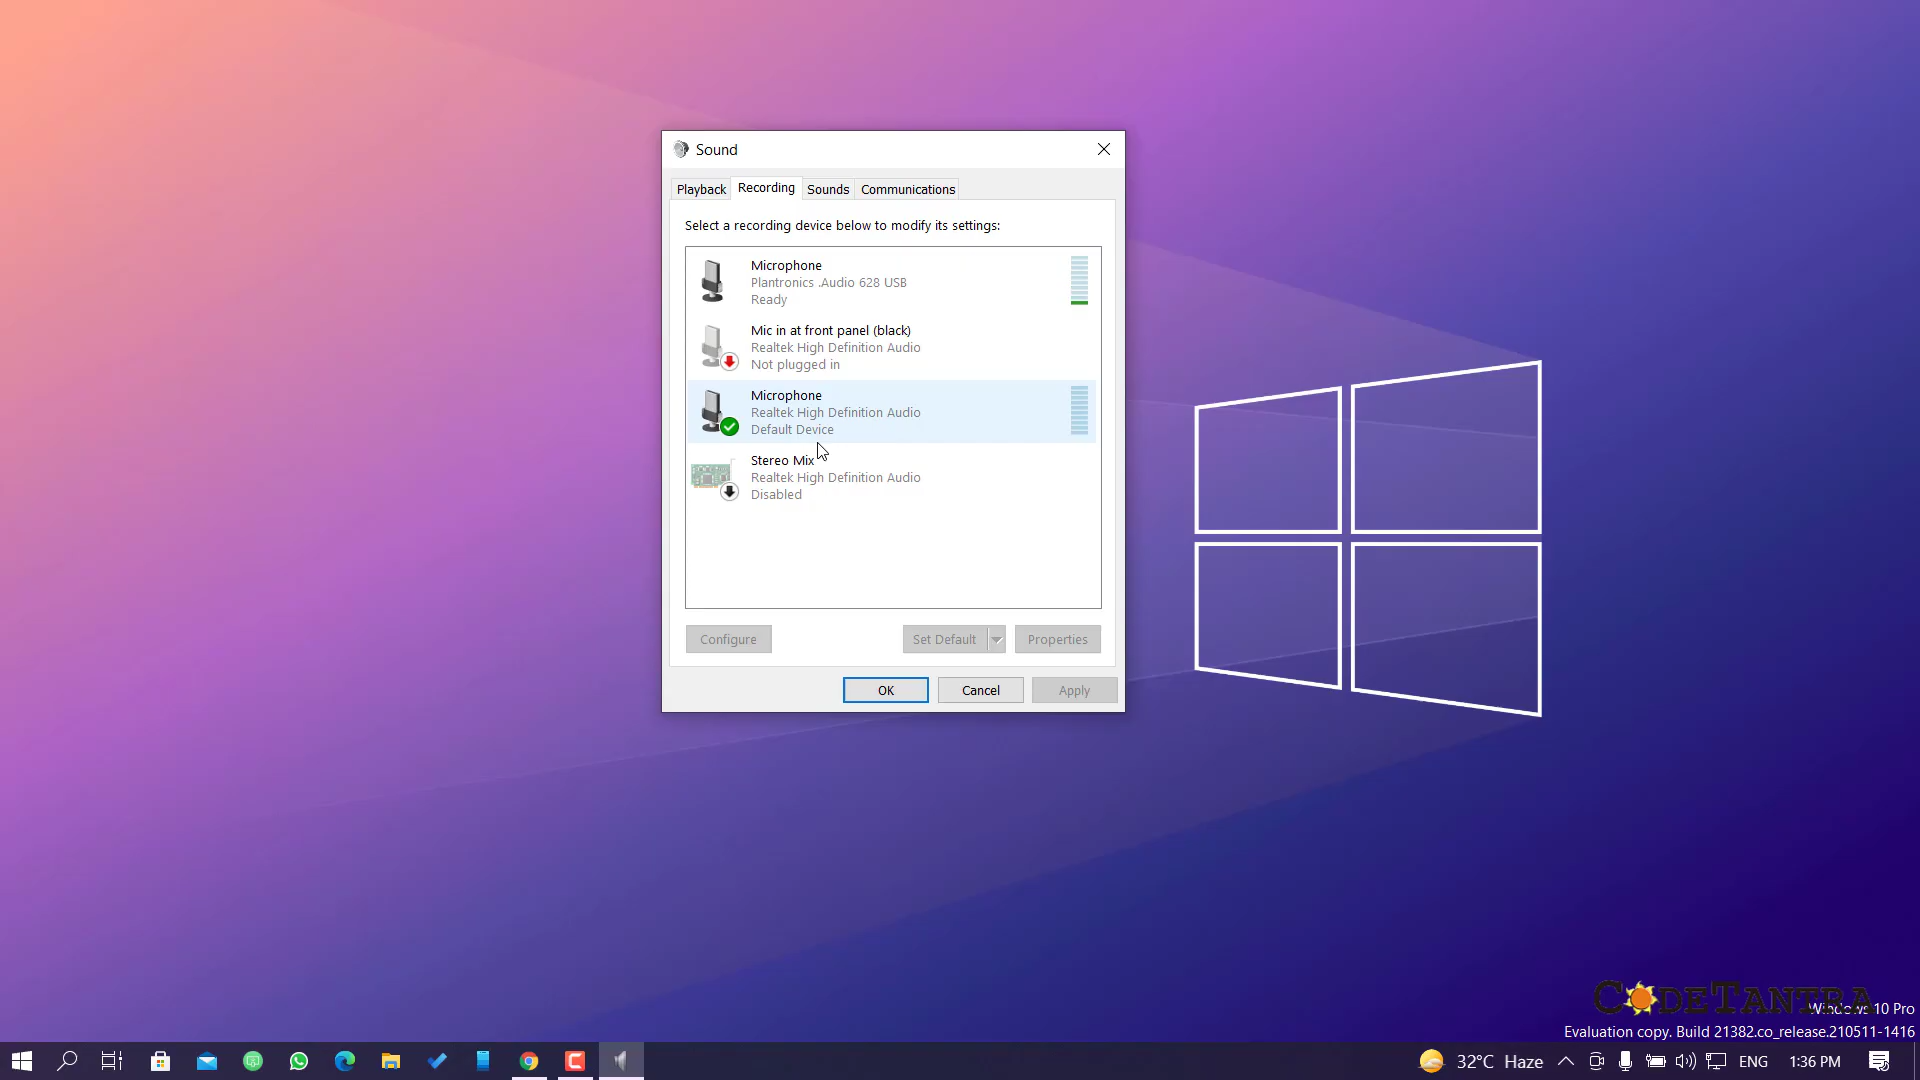 Sound
Playback
Recording
Sounds
Communications
Select a recording device below to modify its settings:
Microphone
Plantronics .Audio 628 USB
Ready
Mic in at front panel (black)
Realtek High Definition Audio
Not plugged in
Microphone
Realtek High Definition Audio
Default Device
Stereo Mix
Realtek High Definition Audio
Disabled
Configure
Set Default
Properties
OK
Cancel
Apply
CODETANTRA
Windows 10 Pro
Evaluation copy. Build 21382.co_release.210511-1416
32°C Haze
ENG
1:36 PM